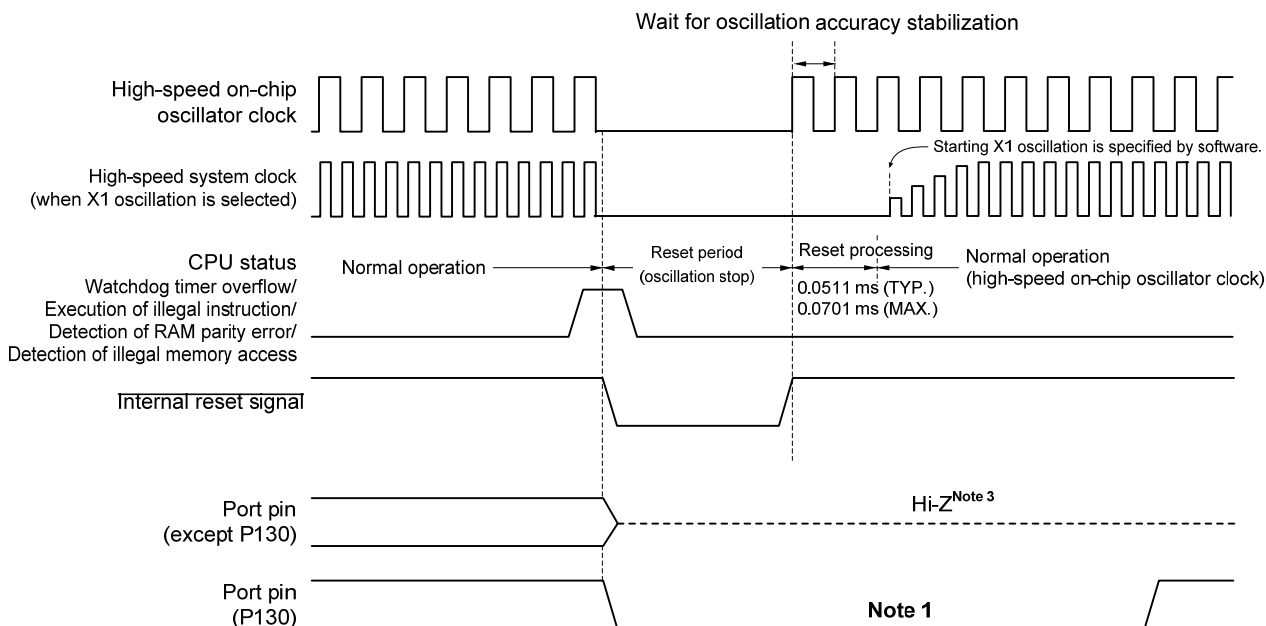 Wait for oscillation accuracy stabilization
High-speed on-chip
oscillator clock
Starting X1 oscillation is specified by software.
High-speed system clock
(when X1 oscillation is selected)
CPU status
Normal operation
Reset period
(oscillation stop)
Reset processing
0.0511 ms (TYP.)
0.0701 ms (MAX.)
Normal operation
(high-speed on-chip oscillator clock)
Watchdog timer overflow/
Execution of illegal instruction/
Detection of RAM parity error/
Detection of illegal memory access
Internal reset signal
Port pin
(except P130)
Hi-Z Note 3
Port pin
(P130)
Note 1